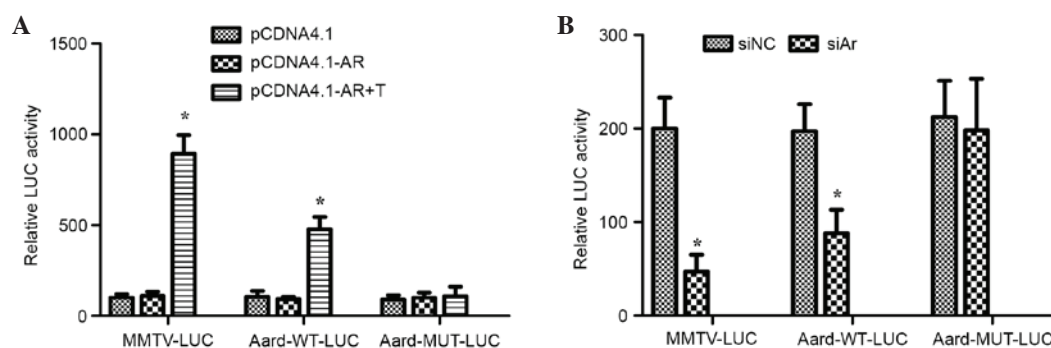 A
1500
1000
500
0
Relative LUC activity
pCDNA4.1
pCDNA4.1-AR
pCDNA4.1-AR+T
*
*
MMTV-LUC
Aard-WT-LUC
Aard-MUT-LUC
B
300
200
100
0
Relative LUC activity
siNC
siAr
*
*
MMTV-LUC
Aard-WT-LUC
Aard-MUT-LUC